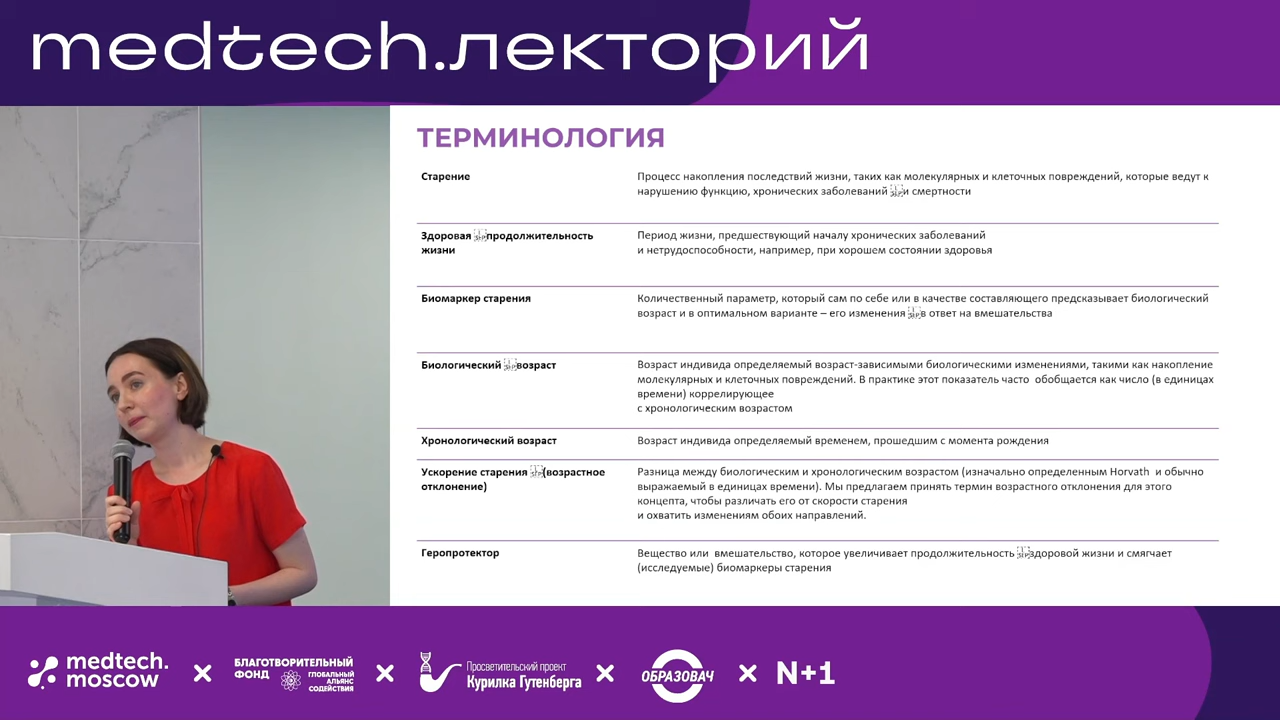 medtech.лекторий
ТЕРМИНОЛОГИЯ
Старение
Процесс накопления последствий жизни, таких как молекулярных и клеточных повреждений, которые ведут к
нарушению функцию, хронических заболеваний и смертности
Здоровая продолжительность
жизни
Период жизни, предшествующий началу хронических заболеваний
и нетрудоспособности, например, при хорошем состоянии здоровья
Биомаркер старения
Количественный параметр, который сам по себе или в качестве составляющего предсказывает биологический
возраст и в оптимальном варианте – его изменения в ответ на вмешательства
Биологический возраст
Возраст индивида определяемый возраст-зависимыми биологическими изменениями, такими как накопление
молекулярных и клеточных повреждений. В практике этот показатель часто обобщается как число (в единицах
времени) коррелирующее
с хронологическим возрастом
Хронологический возраст
Возраст индивида определяемый временем, прошедшим с момента рождения
Ускорение старения (возрастное
отклонение)
Разница между биологическим и хронологическим возрастом (изначально определенным Horvath и обычно
выражаемый в единицах времени). Мы предлагаем принять термин возрастного отклонения для этого
концепта, чтобы различать его от скорости старения
и охватить изменениям обоих направлений.
Геропротектор
Вещество или вмешательство, которое увеличивает продолжительность здоровой жизни и смягчает
(исследуемые) биомаркеры старения
medtech.
moscow
БЛАГОТВОРИТЕЛЬНЫЙ
ФОНД
ГЛОБАЛЬНЫЙ
АЛЬЯНС
СОДЕЙСТВИЯ
Просветительский проект
Курилка Гутенберга
ОБРАЗОВАЧ
N+1